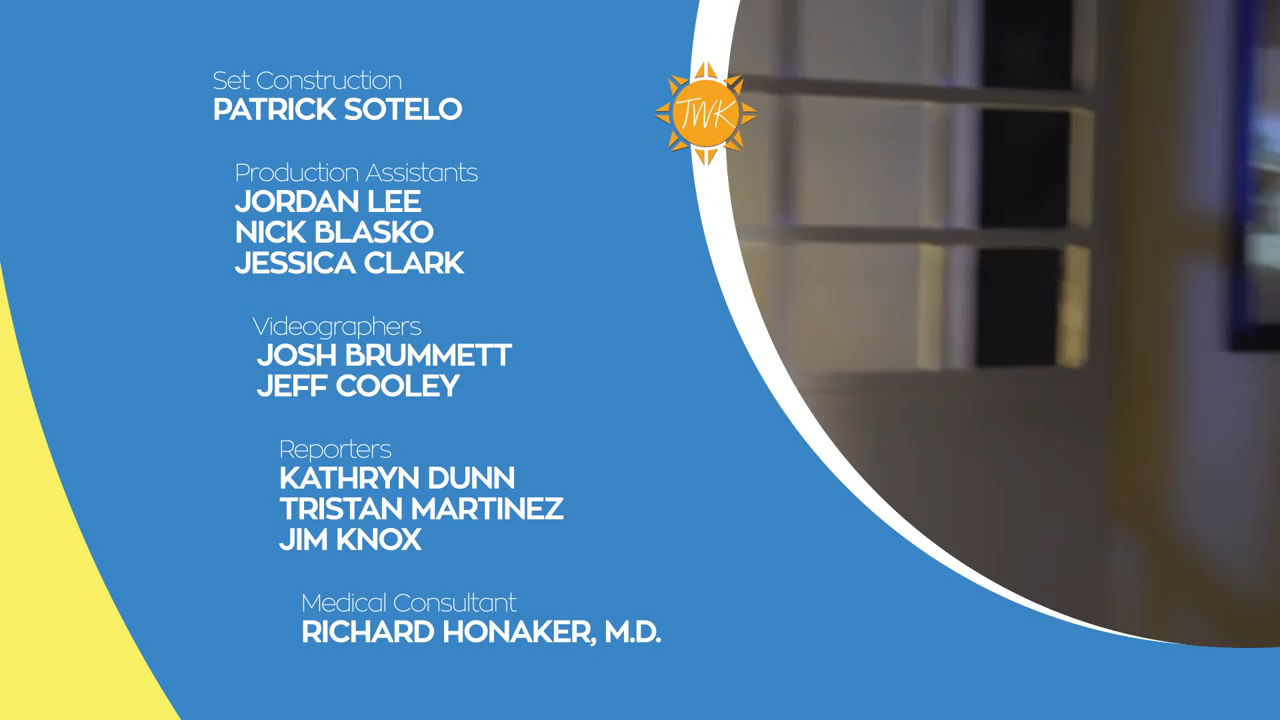 Set Construction
PATRICK SOTELO
TWK
Production Assistants
JORDAN LEE
NICK BLASKO
JESSICA CLARK
Videographers
JOSH BRUMMETT
JEFF COOLEY
Reporters
KATHRYN DUNN
TRISTAN MARTINEZ
JIM KNOX
Medical Consultant
RICHARD HONAKER, M.D.